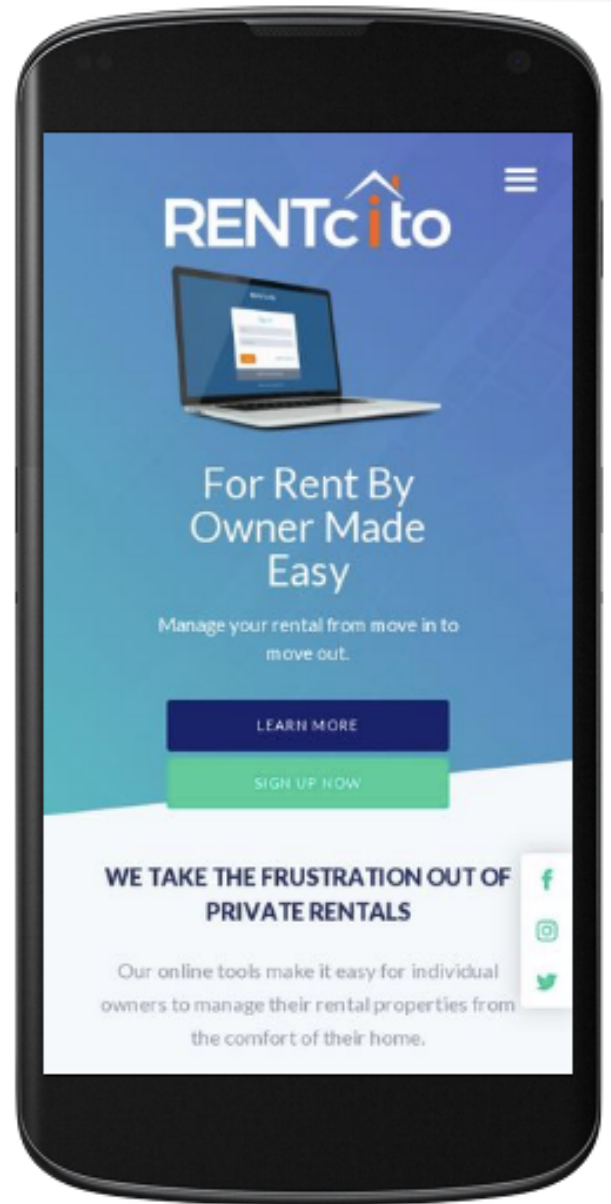 RENTcito
For Rent By
Owner Made
Easy
Manage your rental from move in to
move out.
LEARN MORE
SIGN UP NOW
WE TAKE THE FRUSTRATION OUT OF
PRIVATE RENTALS
Our online tools make it easy for individual
owners to manage their rental properties from
the comfort of their home.